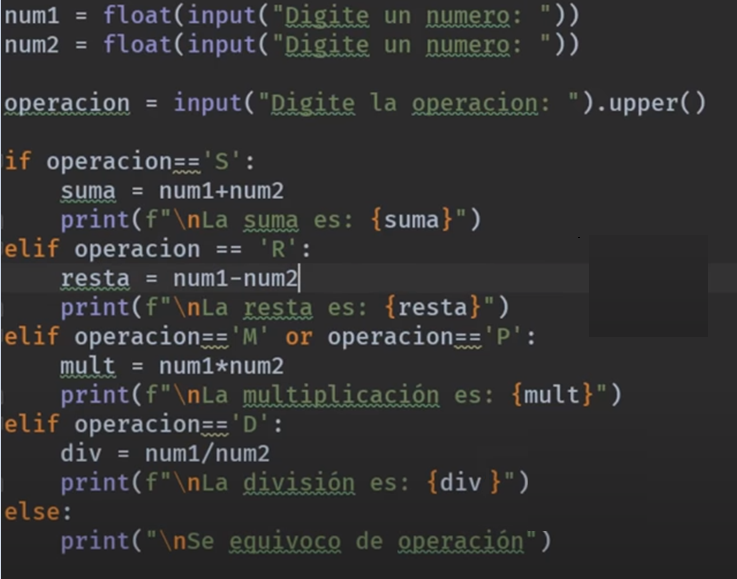 num1 = float(input("Digite un numero: "))
num2 = float(input("Digite un numero: "))
operacion = input("Digite la operacion: ").upper()
if operacion=='S':
    suma = num1+num2
    print(f"\nLa suma es: {suma}")
elif operacion == 'R':
    resta = num1-num2
    print(f"\nLa resta es: {resta}")
elif operacion=='M' or operacion=='P':
    mult = num1*num2
    print(f"\nLa multiplicación es: {mult}")
elif operacion=='D':
    div = num1/num2
    print(f"\nLa división es: {div }")
else:
    print("\nSe equivoco de operación")